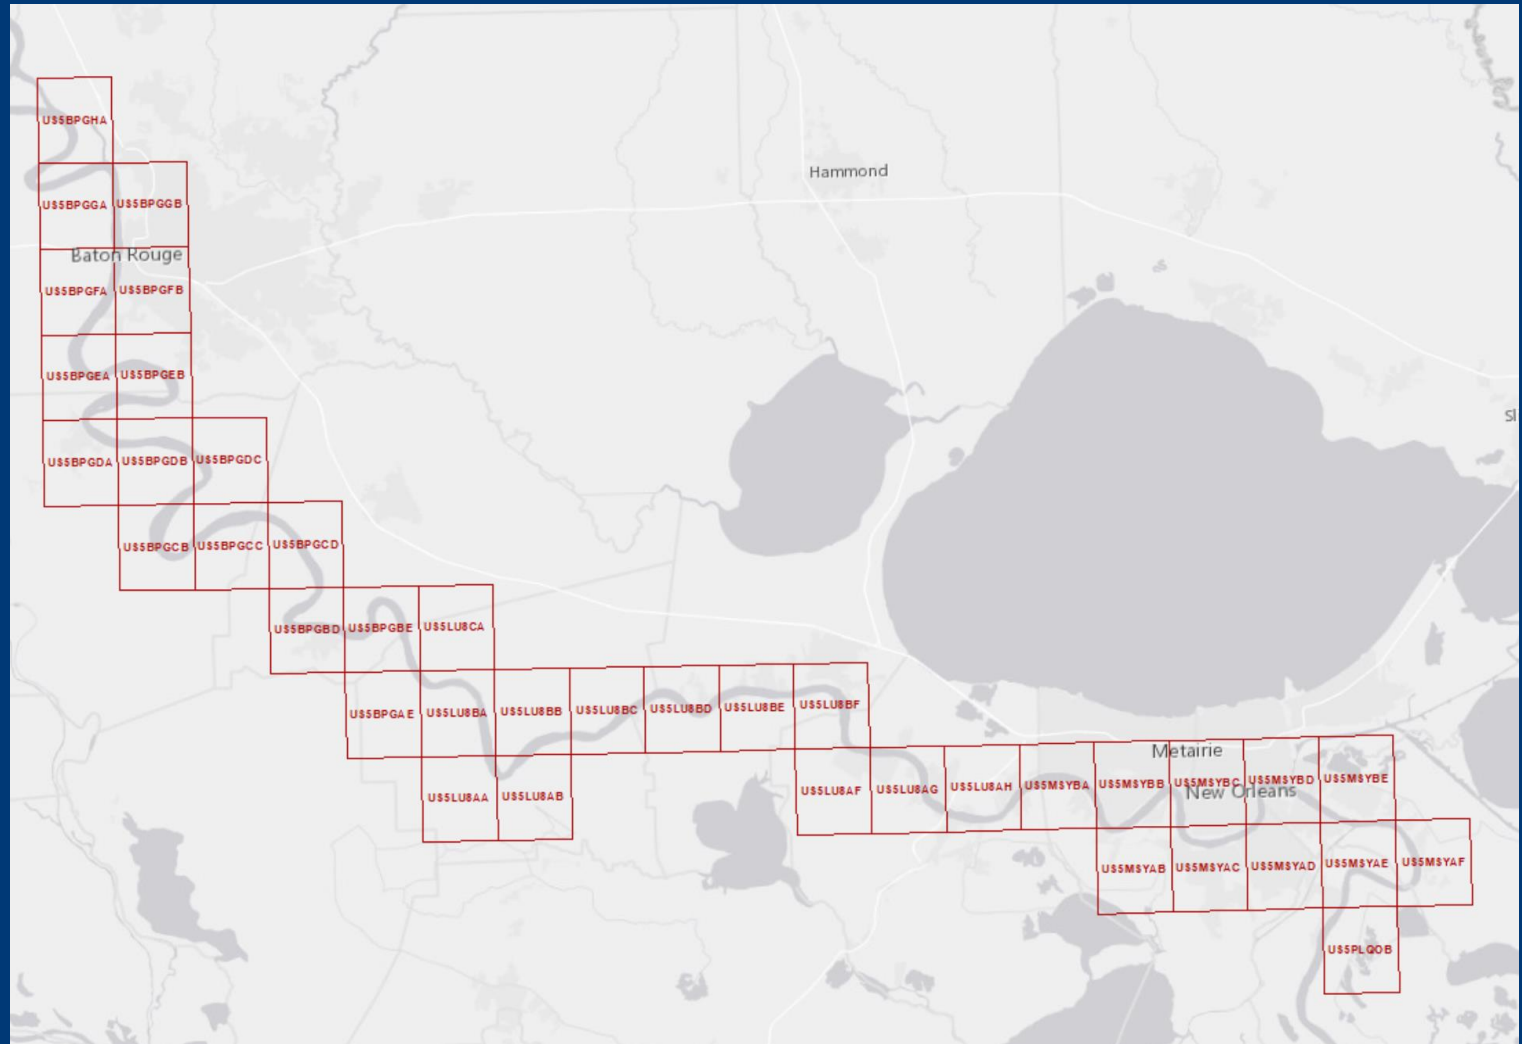 US5BPGHA
Hammond
US5BPGGA US5BPGGB
Baton Rouge
US5BPGFA US5BPGFB
US5BPGEA US5BPGEB
Sl
US5BPGDA US5BPGDB US5BPGDC
US5BPGCB US5BPGCC US5BPGCD
US5BPGBD US5BPGBE US5LU8CA
US5BPGAE US5LU8BA US5LU8BB US5LU8BC US5LU8BD US5LU8BE US5LU8BF
Metairie
US5LU8AA US5LU8AB US5LU8AF US5LU8AG US5LU8AH US5MSYBA US5MSYBB US5MSYBC US5MSYBD US5MSYBE
New Orleans
US5MSYAB US5MSYAC US5MSYAD US5MSYAE US5MSYAF
US5PLQOB